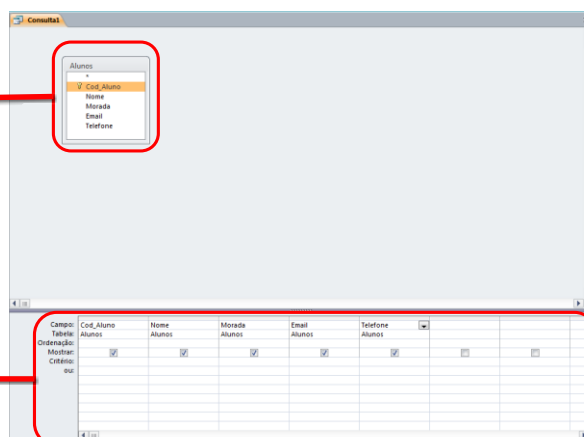 Consulta1
Alunos
*
Cod_Aluno
Nome
Morada
Email
Telefone
Campo: Cod_Aluno Nome Morada Email Telefone
Tabela: Alunos Alunos Alunos Alunos Alunos
Ordenação:
Mostrar:
Critério:
ou: